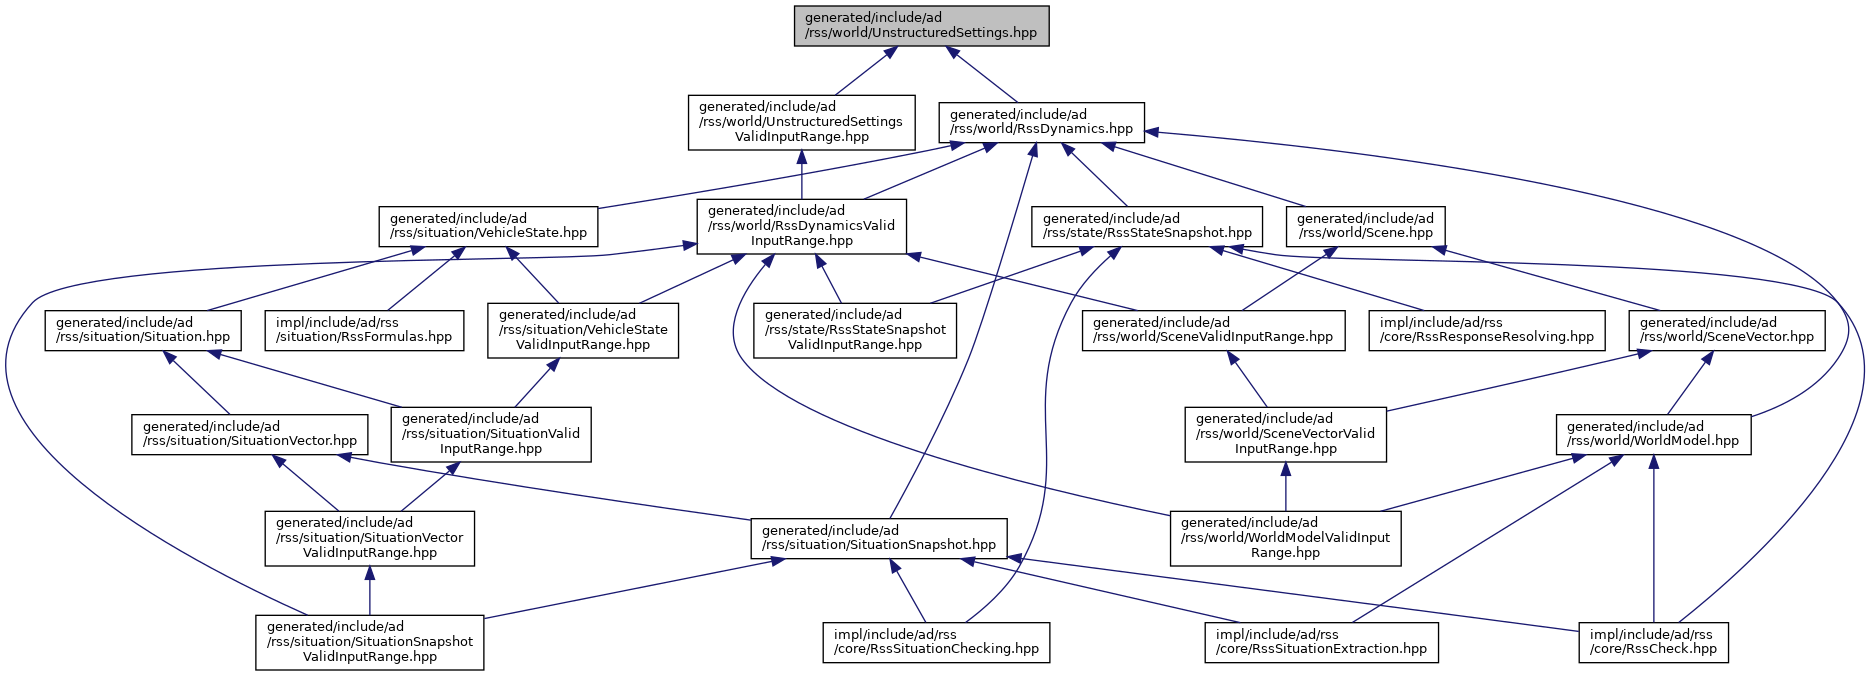 generated/include/ad
/rss/world/UnstructuredSettings.hpp
generated/include/ad
/rss/world/UnstructuredSettings
ValidInputRange.hpp
generated/include/ad
/rss/world/RssDynamics.hpp
generated/include/ad
/rss/situation/VehicleState.hpp
generated/include/ad
/rss/world/RssDynamicsValid
InputRange.hpp
generated/include/ad
/rss/state/RssStateSnapshot.hpp
generated/include/ad
/rss/world/Scene.hpp
generated/include/ad
/rss/situation/Situation.hpp
impl/include/ad/rss
/situation/RssFormulas.hpp
generated/include/ad
/rss/situation/VehicleState
ValidInputRange.hpp
generated/include/ad
/rss/state/RssStateSnapshot
ValidInputRange.hpp
generated/include/ad
/rss/world/SceneValidInputRange.hpp
impl/include/ad/rss
/core/RssResponseResolving.hpp
generated/include/ad
/rss/world/SceneVector.hpp
generated/include/ad
/rss/situation/SituationVector.hpp
generated/include/ad
/rss/situation/SituationValid
InputRange.hpp
generated/include/ad
/rss/world/SceneVectorValid
InputRange.hpp
generated/include/ad
/rss/world/WorldModel.hpp
generated/include/ad
/rss/situation/SituationVector
ValidInputRange.hpp
generated/include/ad
/rss/situation/SituationSnapshot.hpp
generated/include/ad
/rss/world/WorldModelValidInput
Range.hpp
generated/include/ad
/rss/situation/SituationSnapshot
ValidInputRange.hpp
impl/include/ad/rss
/core/RssSituationChecking.hpp
impl/include/ad/rss
/core/RssSituationExtraction.hpp
impl/include/ad/rss
/core/RssCheck.hpp